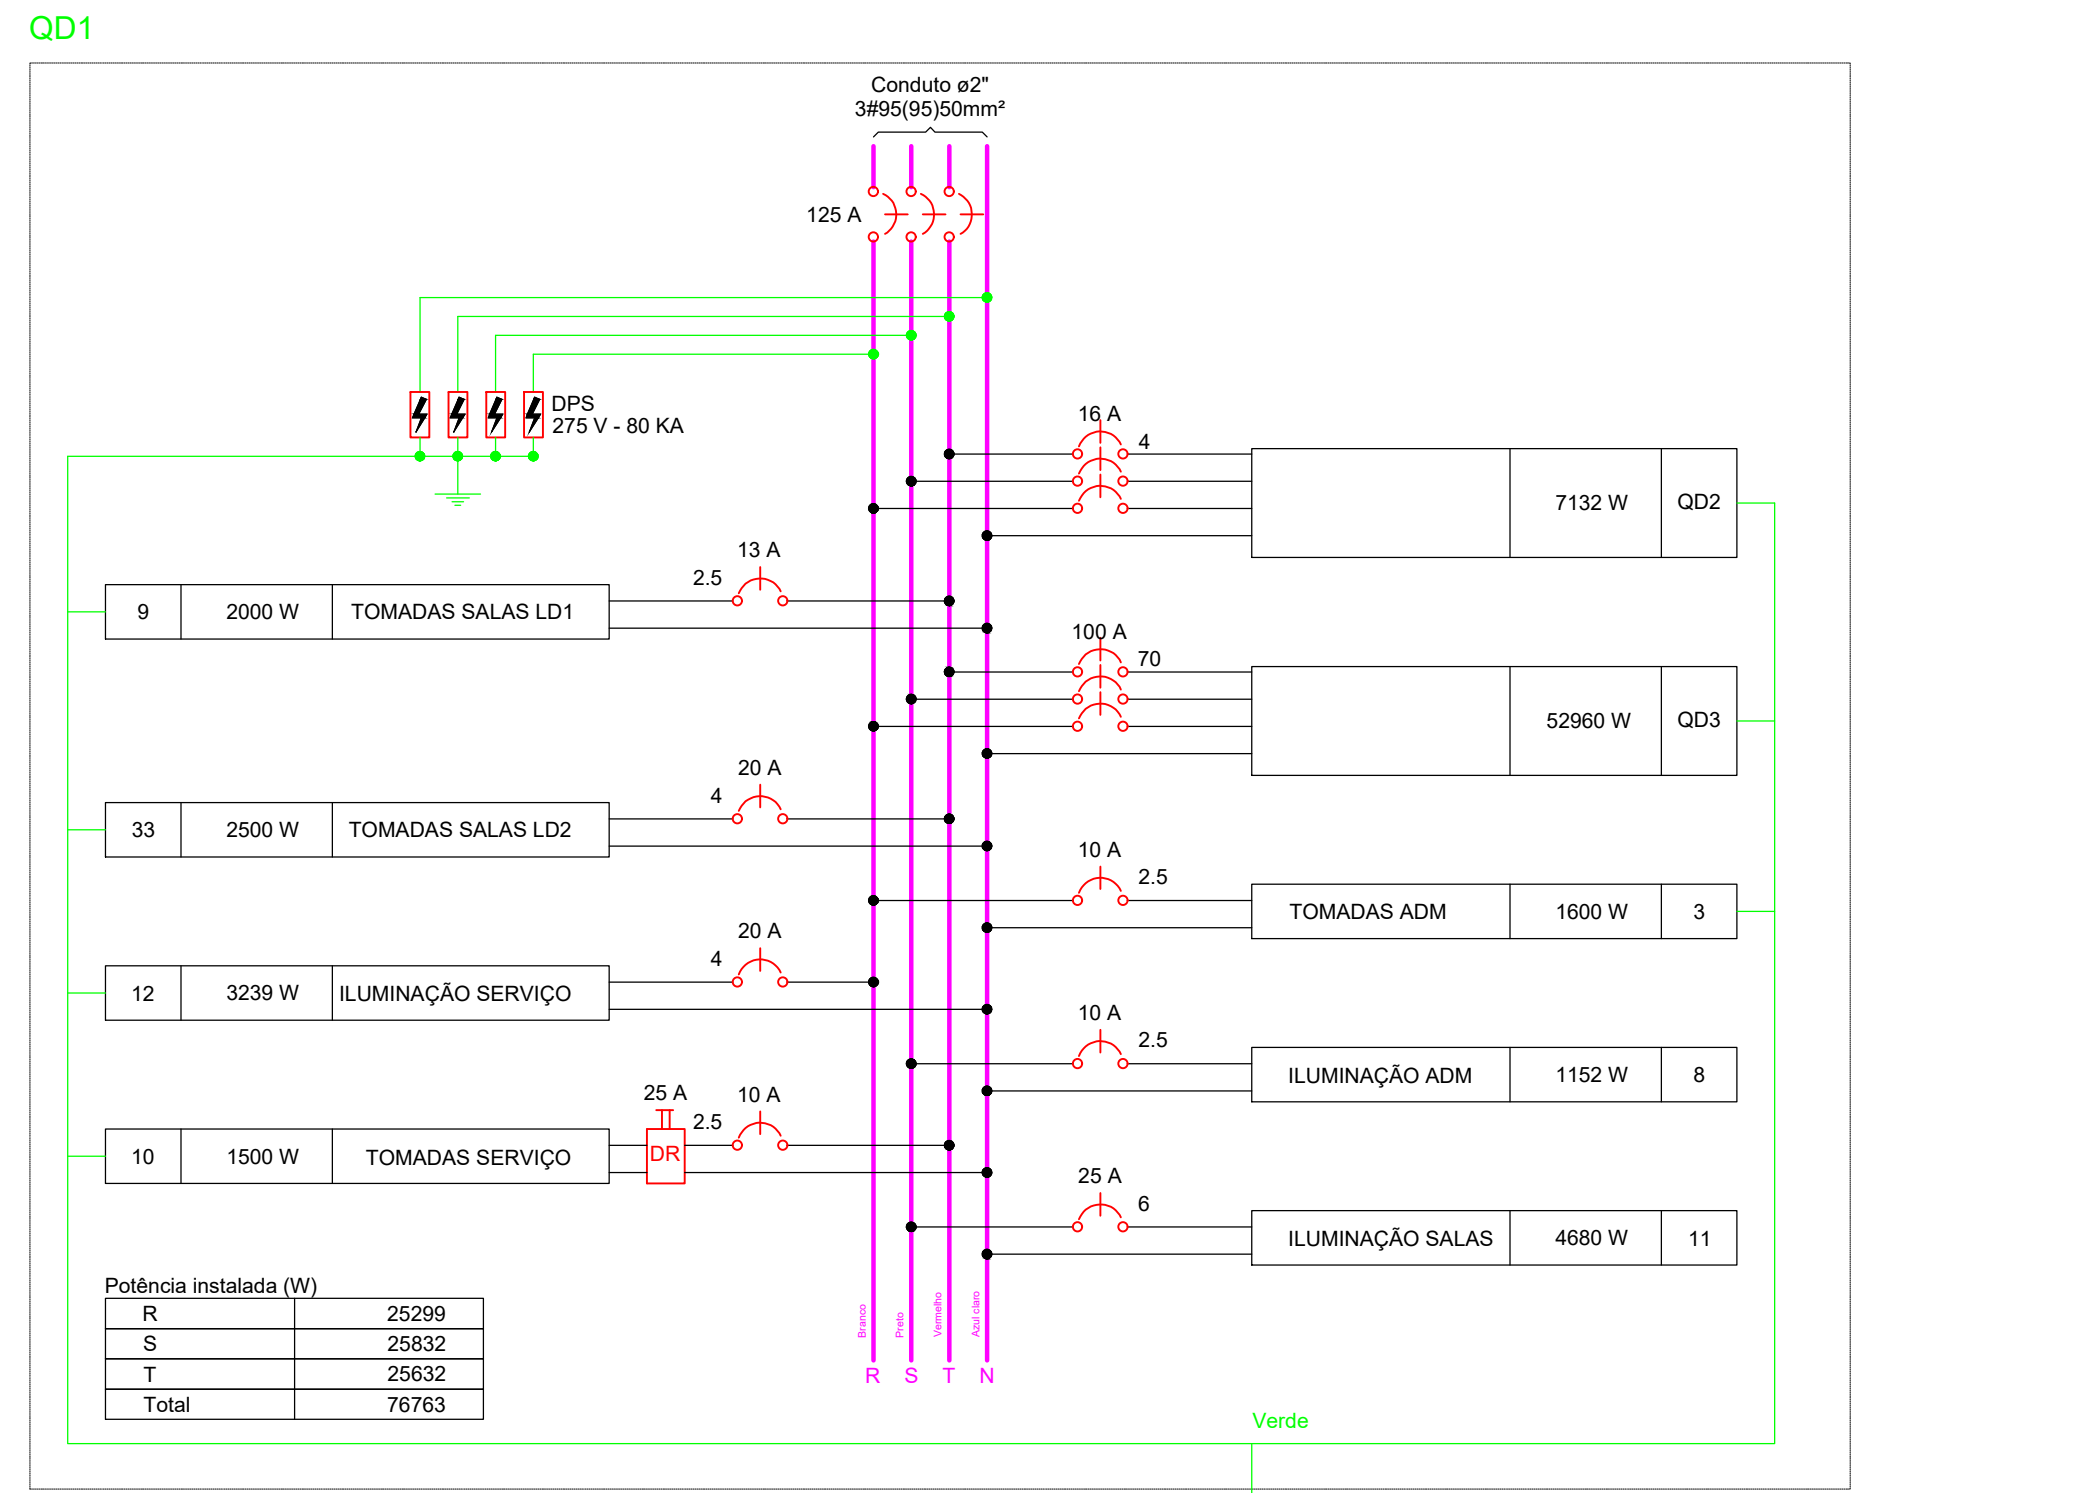 QD1
Conduto ø2"
3#95(95)50mm²
125 A
DPS
275 V - 80 KA
16 A
4
7132 W QD2
13 A
2.5
9 2000 W TOMADAS SALAS LD1
100 A
70
52960 W QD3
20 A
4
33 2500 W TOMADAS SALAS LD2
10 A
2.5
TOMADAS ADM 1600 W 3
20 A
4
12 3239 W ILUMINAÇÃO SERVIÇO
10 A
2.5
ILUMINAÇÃO ADM 1152 W 8
25 A 10 A
2.5
DR
10 1500 W TOMADAS SERVIÇO
25 A
6
ILUMINAÇÃO SALAS 4680 W 11
Potência instalada (W)
R 25299
S 25832
T 25632
Total 76763
Branco
Preto
Vermelho
Azul claro
R S T N
Verde